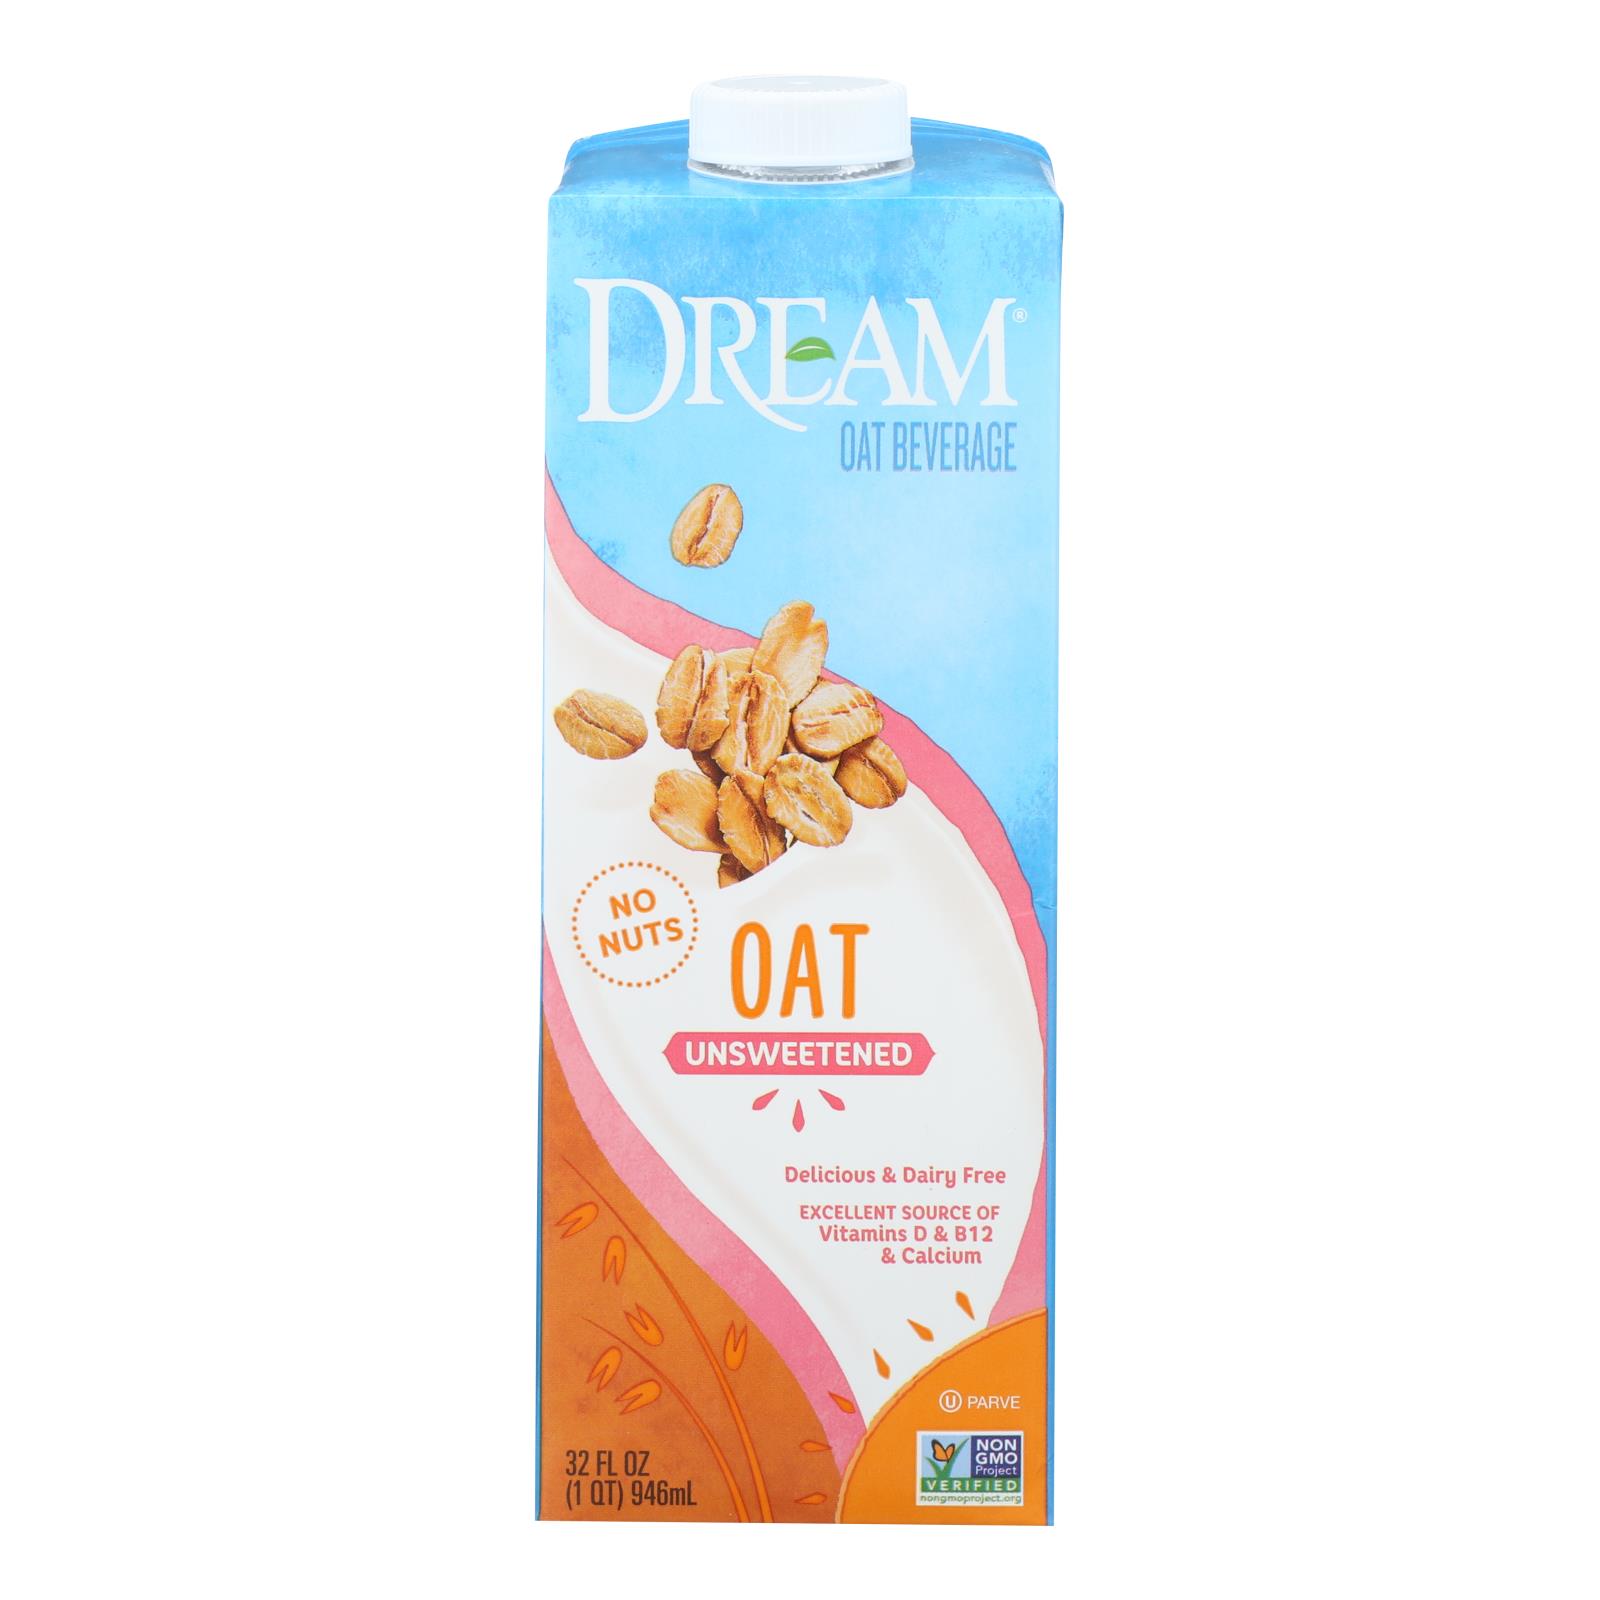 DREAM®
OAT BEVERAGE
NO
NUTS
OAT
UNSWEETENED
Delicious & Dairy Free
EXCELLENT SOURCE OF
Vitamins D & B12
& Calcium
U PARVE
NON
GMO
Project
VERIFIED
nongmoproject.org
32 FL OZ
(1 QT) 946mL